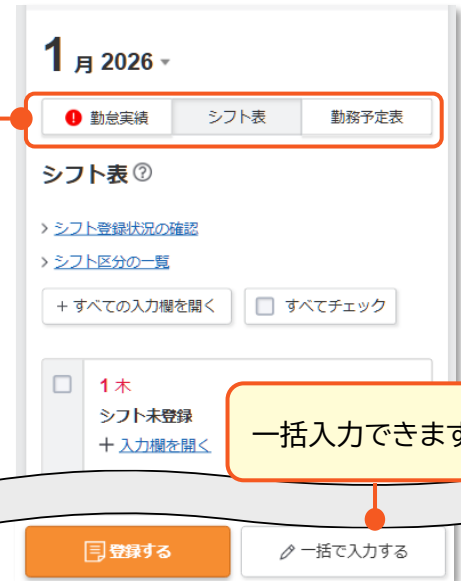 1 月 2026
勤怠実績 シフト表 勤務予定表
シフト表 ?
> シフト登録状況の確認
> シフト区分の一覧
+ すべての入力欄を開く すべてチェック
1 木
シフト未登録
+ 入力欄を開く
一括入力できます
登録する 一括で入力する